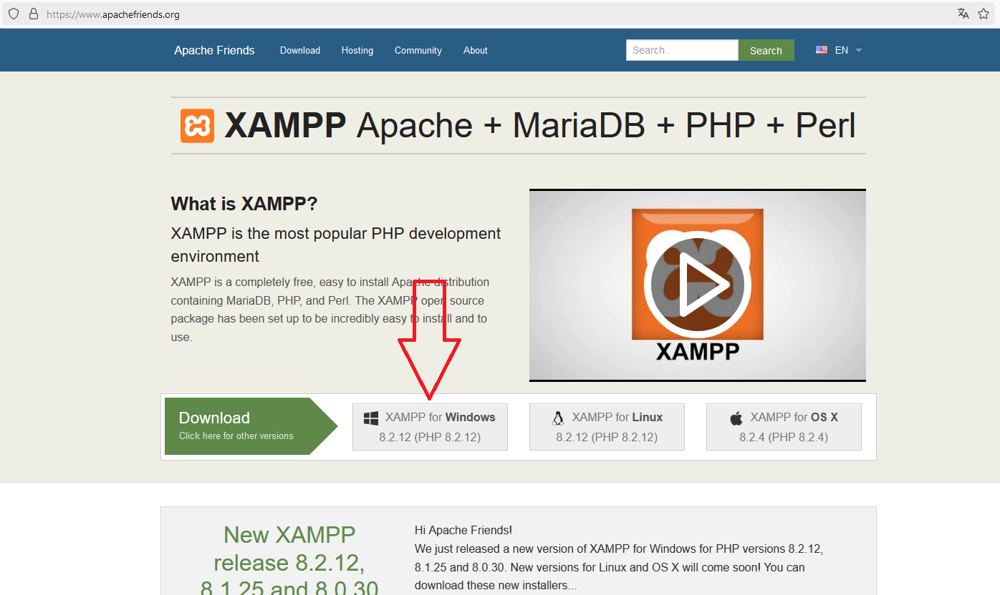 https://www.apachefriends.org
Apache Friends Download Hosting Community About Search.. Search EN
XAMPP Apache + MariaDB + PHP + Perl
What is XAMPP?
XAMPP is the most popular PHP development
environment
XAMPP is a completely free, easy to install Apache distribution
containing MariaDB, PHP, and Perl. The XAMPP open source
package has been set up to be incredibly easy to install and to
use.
XAMPP
Download
Click here for other versions
XAMPP for Windows
8.2.12 (PHP 8.2.12)
XAMPP for Linux
8.2.12 (PHP 8.2.12)
XAMPP for OS X
8.2.4 (PHP 8.2.4)
New XAMPP
release 8.2.12,
8.1.25 and 8.0.30
Hi Apache Friends!
We just released a new version of XAMPP for Windows for PHP versions 8.2.12,
8.1.25 and 8.0.30. New versions for Linux and OS X will come soon! You can
download these new installers...